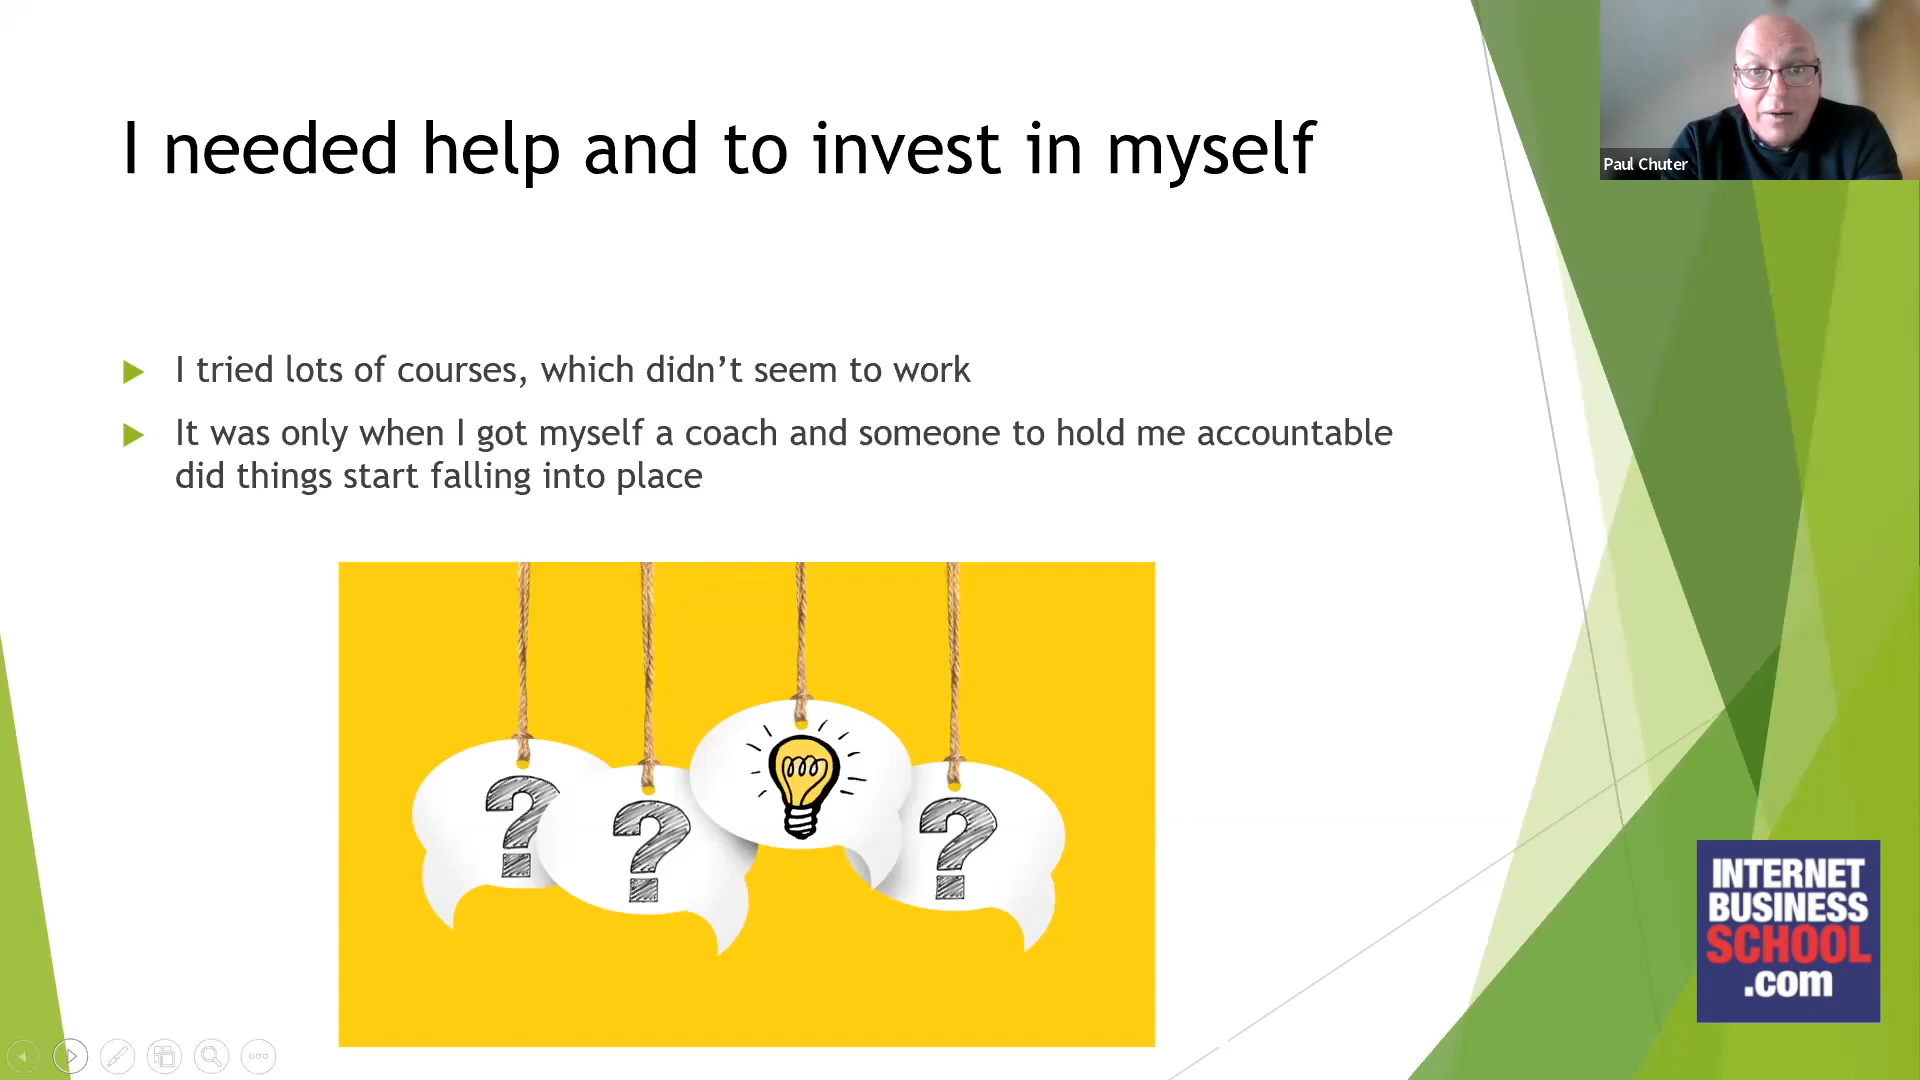 I needed help and to invest in myself
Paul Chuter
I tried lots of courses, which didn’t seem to work
It was only when I got myself a coach and someone to hold me accountable
did things start falling into place
? ? ?
INTERNET
BUSINESS
SCHOOL
.com